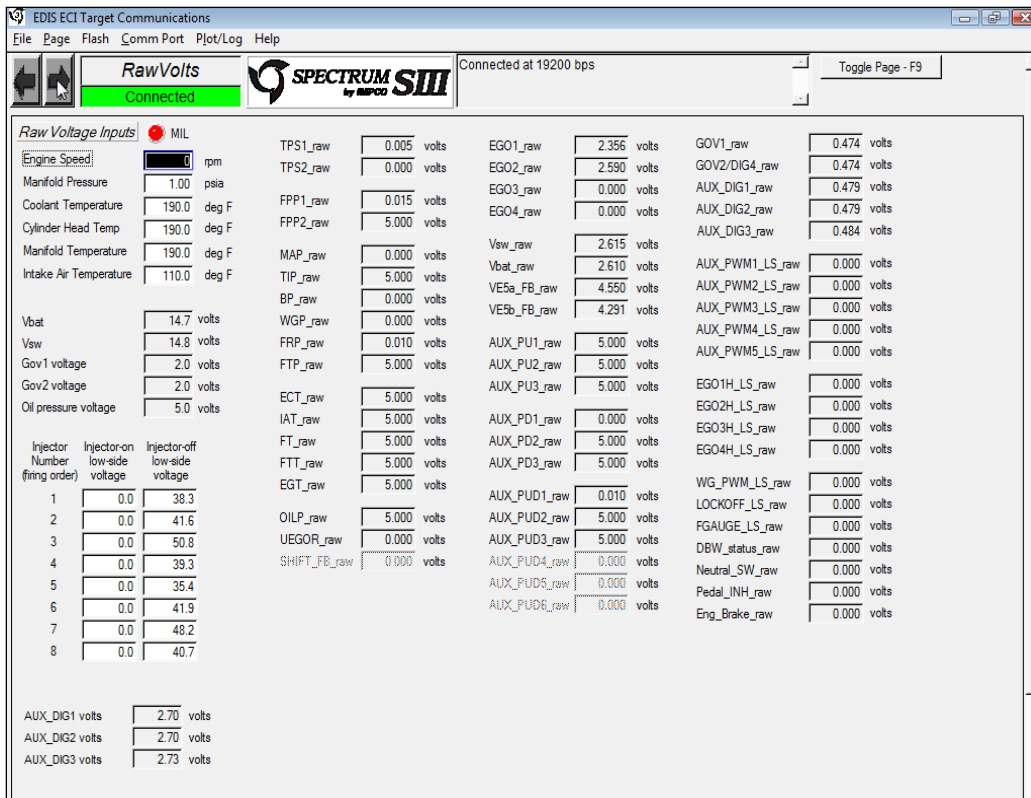 EDIS ECI Target Communications
File Page Flash Comm Port Plot/Log Help
RawVolts
Connected
SPECTRUM SIII
by IMPCO
Connected at 19200 bps
Toggle Page - F9
Raw Voltage Inputs MIL
Engine Speed 0 rpm
Manifold Pressure 1.00 psia
Coolant Temperature 190.0 deg F
Cylinder Head Temp 190.0 deg F
Manifold Temperature 190.0 deg F
Intake Air Temperature 110.0 deg F
Vbat 14.7 volts
Vsw 14.8 volts
Gov1 voltage 2.0 volts
Gov2 voltage 2.0 volts
Oil pressure voltage 5.0 volts
Injector Injector-on Injector-off
Number low-side low-side
(firing order) voltage voltage
1 0.0 38.3
2 0.0 41.6
3 0.0 50.8
4 0.0 39.3
5 0.0 35.4
6 0.0 41.9
7 0.0 48.2
8 0.0 40.7
AUX_DIG1 volts 2.70 volts
AUX_DIG2 volts 2.70 volts
AUX_DIG3 volts 2.73 volts
TPS1_raw 0.005 volts
TPS2_raw 0.000 volts
FPP1_raw 0.015 volts
FPP2_raw 5.000 volts
MAP_raw 0.000 volts
TIP_raw 5.000 volts
BP_raw 0.000 volts
WGP_raw 0.000 volts
FRP_raw 0.010 volts
FTP_raw 5.000 volts
ECT_raw 5.000 volts
IAT_raw 5.000 volts
FT_raw 5.000 volts
FTT_raw 5.000 volts
EGT_raw 5.000 volts
OILP_raw 5.000 volts
UEGOR_raw 0.000 volts
SHIFT_FB_raw 0.000 volts
EGO1_raw 2.356 volts
EGO2_raw 2.590 volts
EGO3_raw 0.000 volts
EGO4_raw 0.000 volts
Vsw_raw 2.615 volts
Vbat_raw 2.610 volts
VE5a_FB_raw 4.550 volts
VE5b_FB_raw 4.291 volts
AUX_PU1_raw 5.000 volts
AUX_PU2_raw 5.000 volts
AUX_PU3_raw 5.000 volts
AUX_PD1_raw 0.000 volts
AUX_PD2_raw 5.000 volts
AUX_PD3_raw 5.000 volts
AUX_PUD1_raw 0.010 volts
AUX_PUD2_raw 5.000 volts
AUX_PUD3_raw 5.000 volts
AUX_PUD4_raw 0.000 volts
AUX_PUD5_raw 0.000 volts
AUX_PUD6_raw 0.000 volts
GOV1_raw 0.474 volts
GOV2/DIG4_raw 0.474 volts
AUX_DIG1_raw 0.479 volts
AUX_DIG2_raw 0.479 volts
AUX_DIG3_raw 0.484 volts
AUX_PWM1_LS_raw 0.000 volts
AUX_PWM2_LS_raw 0.000 volts
AUX_PWM3_LS_raw 0.000 volts
AUX_PWM4_LS_raw 0.000 volts
AUX_PWM5_LS_raw 0.000 volts
EGO1H_LS_raw 0.000 volts
EGO2H_LS_raw 0.000 volts
EGO3H_LS_raw 0.000 volts
EGO4H_LS_raw 0.000 volts
WG_PWM_LS_raw 0.000 volts
LOCKOFF_LS_raw 0.000 volts
FGAUGE_LS_raw 0.000 volts
DBW_status_raw 0.000 volts
Neutral_SW_raw 0.000 volts
Pedal_INH_raw 0.000 volts
Eng_Brake_raw 0.000 volts